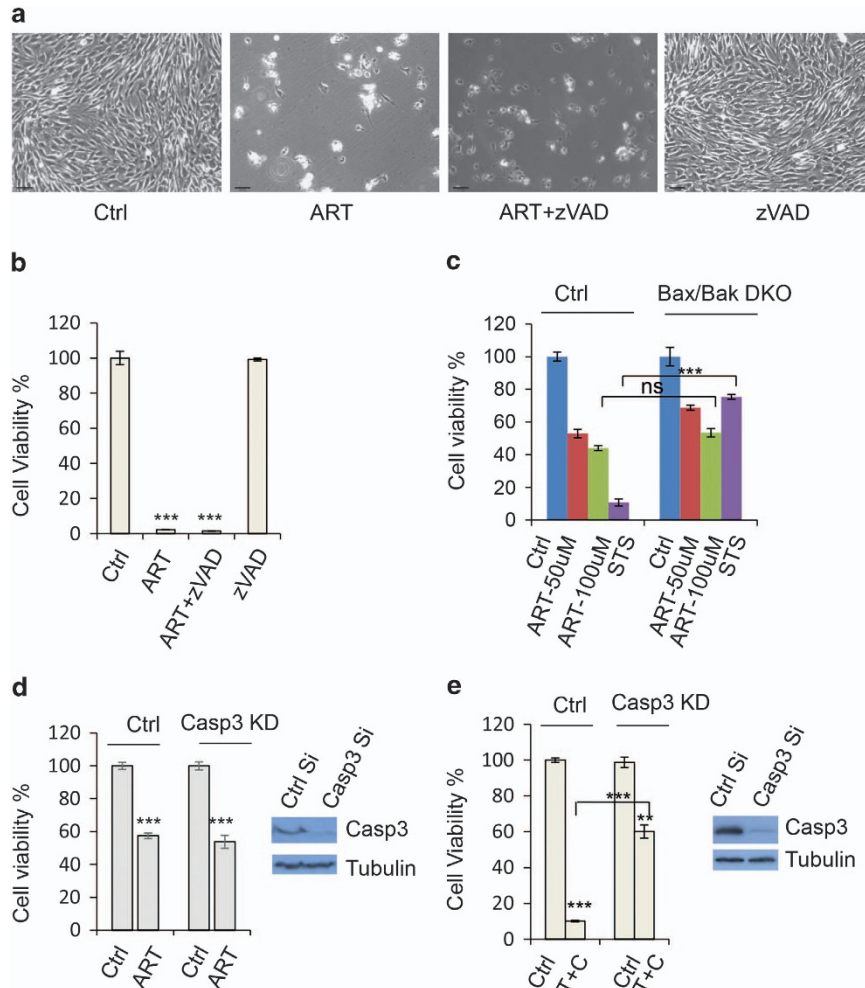 a
Ctrl
ART
ART+zVAD
zVAD
b
Cell Viability %
120
100
80
60
40
20
0
***
***
Ctrl
ART
ART+zVAD
zVAD
c
Ctrl
Bax/Bak DKO
Cell viability %
120
100
80
60
40
20
0
***
ns
Ctrl
ART-50uM
ART-100uM
STS
Ctrl
ART-50uM
ART-100uM
STS
d
Ctrl
Casp3 KD
Cell viability %
120
100
80
60
40
20
0
***
***
Ctrl
ART
Ctrl
ART
Ctrl Si
Casp3 Si
Casp3
Tubulin
e
Ctrl
Casp3 KD
Cell Viability %
120
100
80
60
40
20
0
***
**
***
Ctrl
T+C
Ctrl
T+C
Ctrl Si
Casp3 Si
Casp3
Tubulin